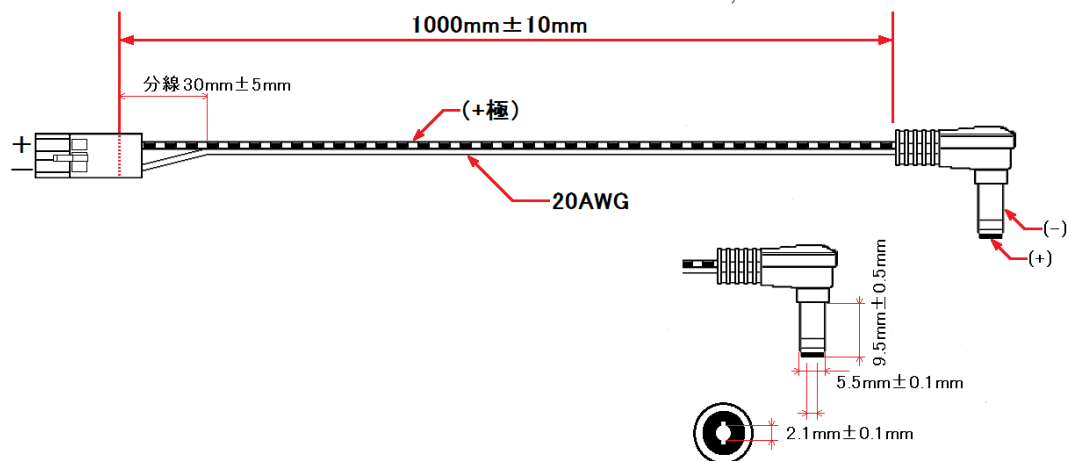 1000mm±10mm
分線30mm±5mm
(+極)
+
−
20AWG
(-)
(+)
9.5mm±0.5mm
5.5mm±0.1mm
2.1mm±0.1mm